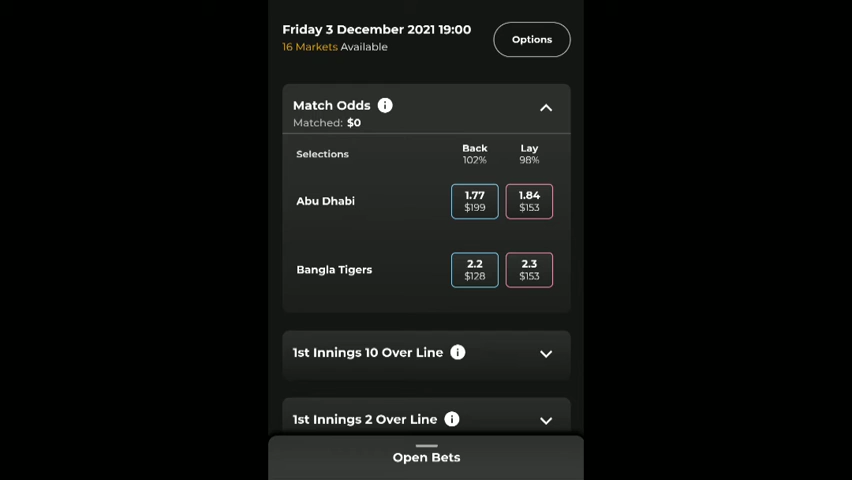 Friday 3 December 2021 19:00
16 Markets Available
Options
Match Odds
Matched: $0
Selections
Back
102%
Lay
98%
Abu Dhabi
1.77
$199
1.84
$153
Bangla Tigers
2.2
$128
2.3
$153
1st Innings 10 Over Line
1st Innings 2 Over Line
Open Bets